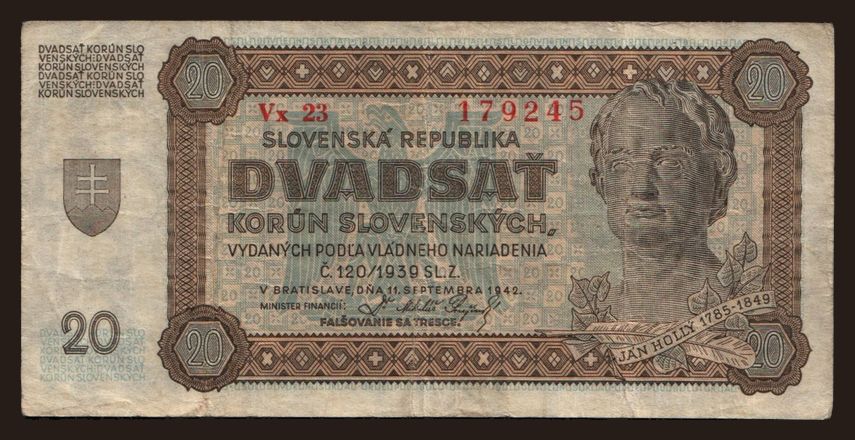 DVADSAŤ KORÚN SLO
VENSKÝCH:DVADSAŤ
KORÚN SLOVENSKÝCH
DVADSAŤ KORÚN SLO
VENSKÝCH:DVADSAŤ
KORÚN SLOVENSKÝCH
20
20
Vx 23 179245
SLOVENSKÁ REPUBLIKA
DVADSAŤ
KORÚN SLOVENSKÝCH,
VYDANÝCH PODĽA VLÁDNEHO NARIADENIA
Č. 120/1939 SL.Z.
V BRATISLAVE, DŇA 11. SEPTEMBRA 1942.
MINISTER FINANCIÍ:
FALŠOVANIE SA TRESCE.
JÁN HOLLÝ 1785-1849
20
20
20
DVADSAŤ KORÚN SLO
VENSKÝCH:DVADSAŤ
KORÚN SLOVENSKÝCH
DVADSAŤ KORÚN SLO
VENSKÝCH:DVADSAŤ
KORÚN SLOVENSKÝCH